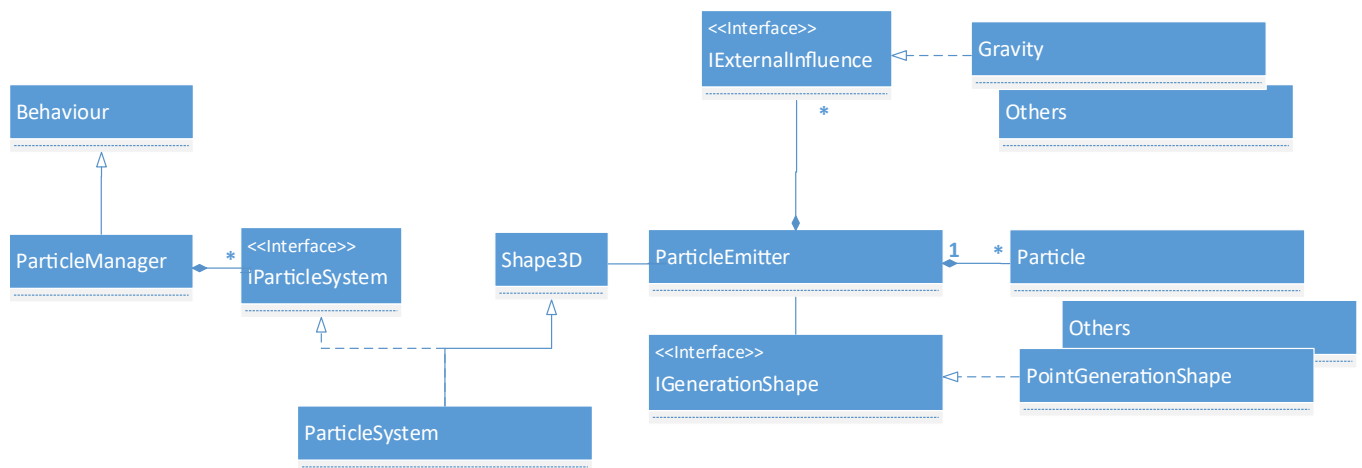 <<Interface>>
IExternalInfluence
*
Gravity
Others
Behaviour
ParticleManager
*
<<Interface>>
iParticleSystem
Shape3D
ParticleEmitter
1
*
Particle
<<Interface>>
IGenerationShape
Others
PointGenerationShape
ParticleSystem